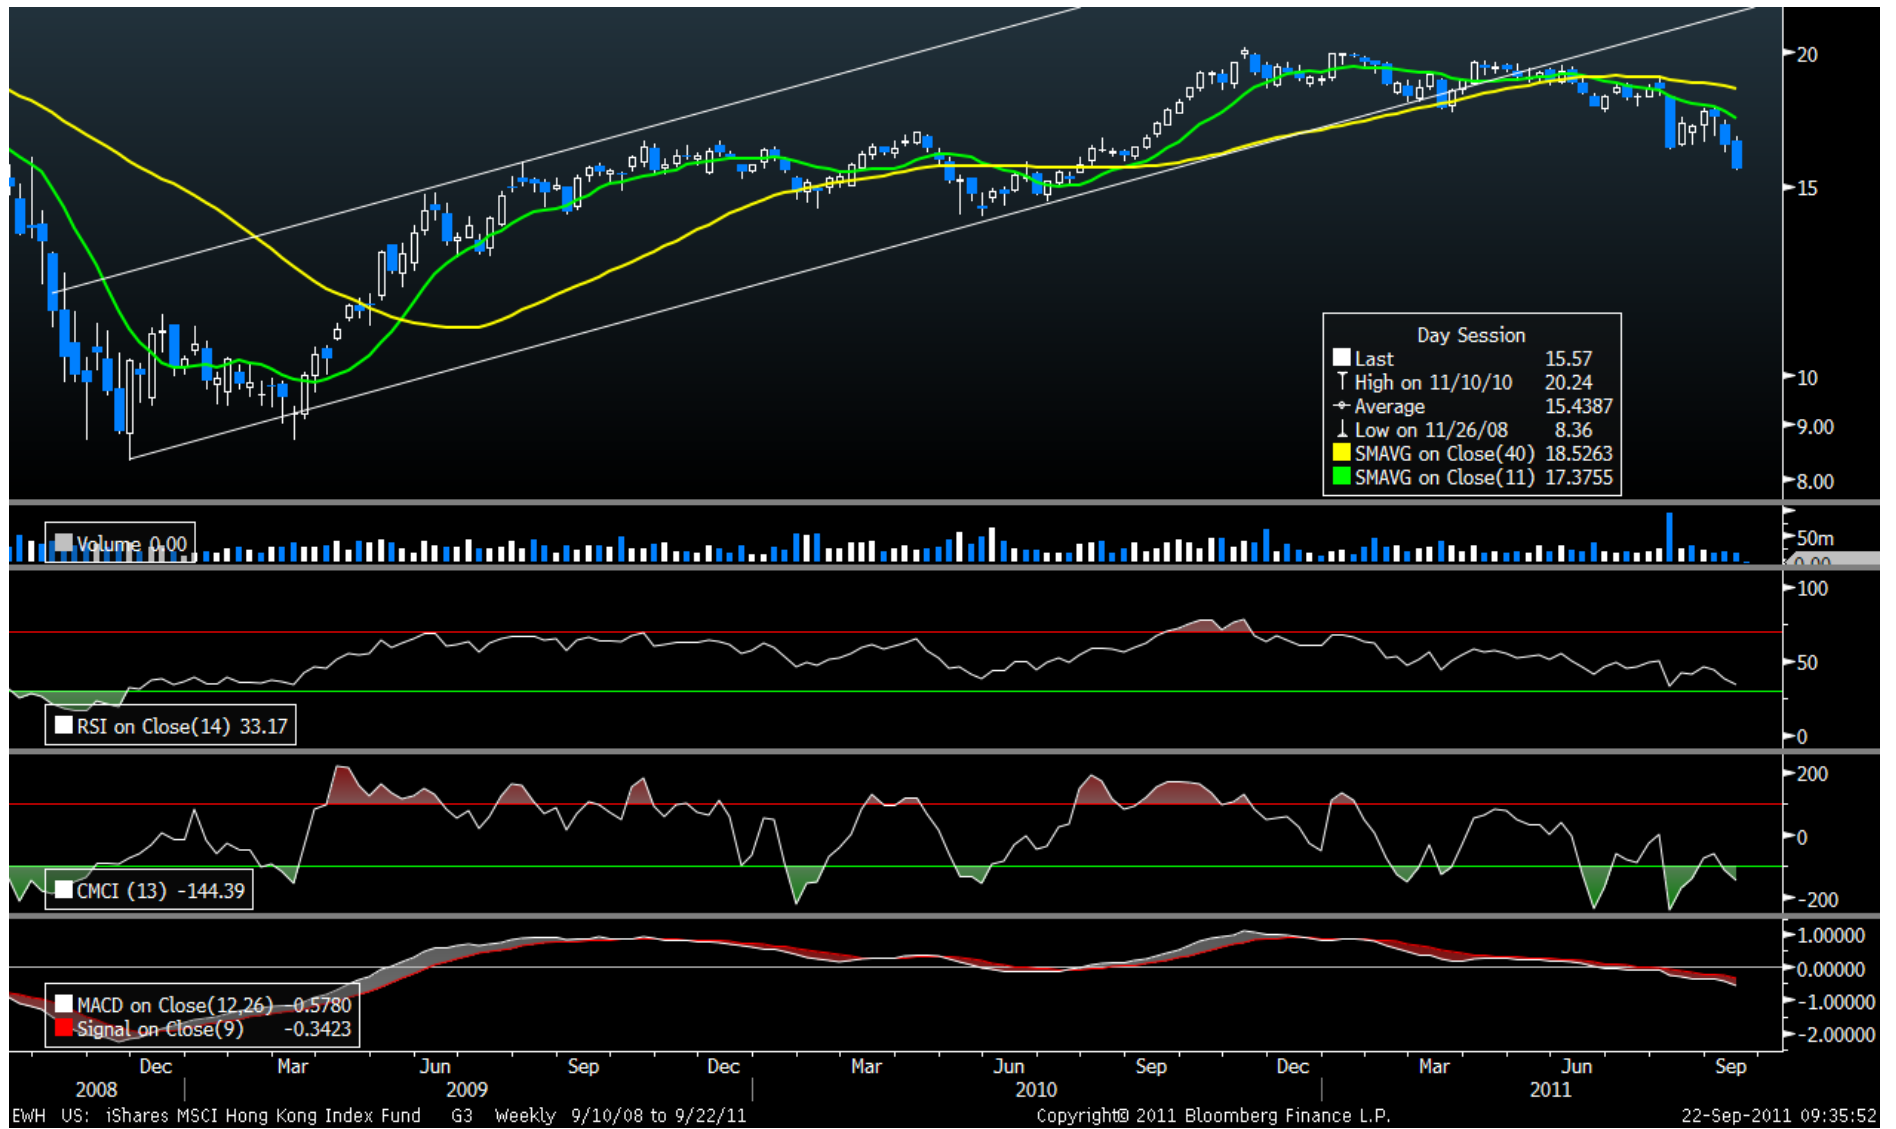 20
15
10
9.00
8.00
Day Session
Last 15.57
High on 11/10/10 20.24
Average 15.4387
Low on 11/26/08 8.36
SMAVG on Close(40) 18.5263
SMAVG on Close(11) 17.3755
Volume 0.00
50m
0.00
100
50
0
RSI on Close(14) 33.17
200
0
-200
CMCI (13) -144.39
1.00000
0.00000
-1.00000
-2.00000
MACD on Close(12,26) -0.5780
Signal on Close(9) -0.3423
Dec Mar Jun Sep Dec Mar Jun Sep Dec Mar Jun Sep
2008 2009 2010 2011
EWH US: iShares MSCI Hong Kong Index Fund G3 Weekly 9/10/08 to 9/22/11 Copyright© 2011 Bloomberg Finance L.P. 22-Sep-2011 09:35:52